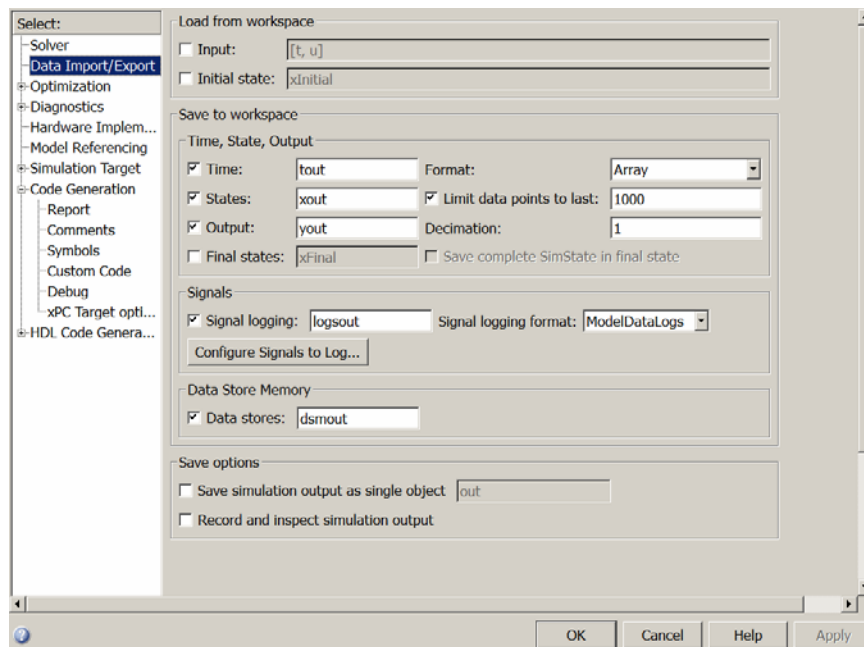 Select:
Solver
Data Import/Export
Optimization
Diagnostics
Hardware Implem...
Model Referencing
Simulation Target
Code Generation
Report
Comments
Symbols
Custom Code
Debug
xPC Target opti...
HDL Code Genera...
Load from workspace
Input: [t, u]
Initial state: xInitial
Save to workspace
Time, State, Output
Time: tout Format: Array
States: xout Limit data points to last: 1000
Output: yout Decimation: 1
Final states: xFinal Save complete SimState in final state
Signals
Signal logging: logsout Signal logging format: ModelDataLogs
Configure Signals to Log...
Data Store Memory
Data stores: dsmout
Save options
Save simulation output as single object out
Record and inspect simulation output
OK Cancel Help Apply